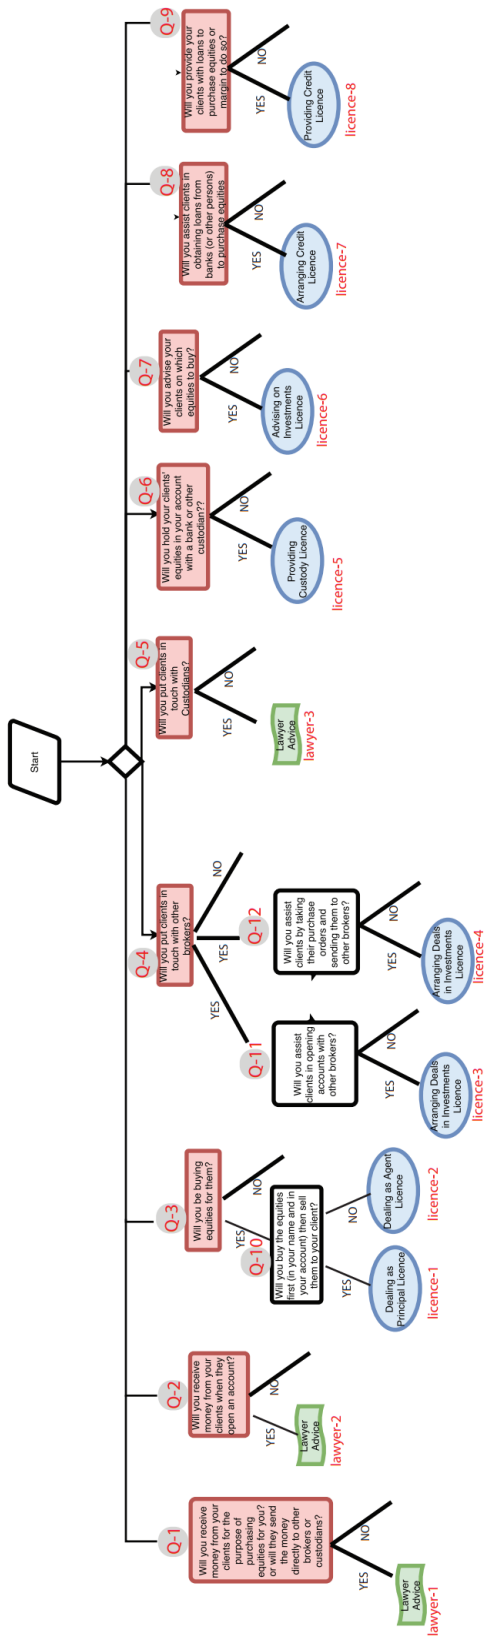 Start
Q-1
Will you receive
money from your
clients for the
purpose of
purchasing
equities for you?
or will they send
the money
directly to other
brokers or
custodians?
YES
NO
Lawyer
Advice
lawyer-1
Q-2
Will you receive
money from your
clients when they
open an account?
YES
NO
Lawyer
Advice
lawyer-2
Q-3
Will you be buying
equities for them?
YES
NO
Q-10
Will you buy the equities
first (in your name and in
your account) then sell
them to your client?
YES
NO
Dealing as
Principal Licence
licence-1
Dealing as Agent
Licence
licence-2
Q-4
Will you put clients in
touch with other
brokers?
YES
YES
NO
Q-11
Will you assist
clients in opening
accounts with
other brokers?
YES
NO
Arranging Deals
in Investments
Licence
licence-3
Q-12
Will you assist
clients by taking
their purchase
orders and
sending them to
other brokers?
YES
NO
Arranging Deals
in Investments
Licence
licence-4
Q-5
Will you put clients in
touch with
Custodians?
YES
NO
Lawyer
Advice
lawyer-3
Q-6
Will you hold your clients'
equities in your account
with a bank or other
custodian??
YES
NO
Providing
Custody Licence
licence-5
Q-7
Will you advise your
clients on which
equities to buy?
YES
NO
Advising on
Investments
Licence
licence-6
Q-8
Will you assist clients in
obtaining loans from
banks (or other persons)
to purchase equities
YES
NO
Arranging Credit
Licence
licence-7
Q-9
Will you provide your
clients with loans to
purchase equities or
margin to do so?
YES
NO
Providing Credit
Licence
licence-8